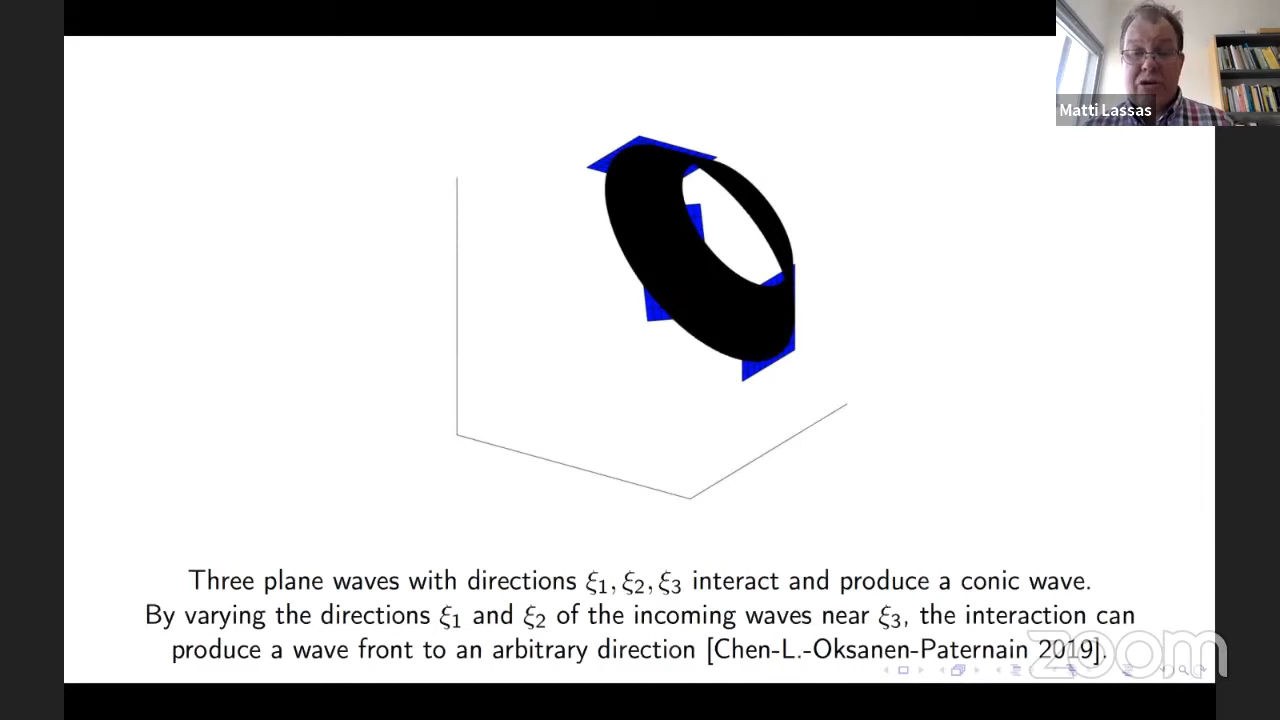 Matti Lassas
Three plane waves with directions ξ₁, ξ₂, ξ₃ interact and produce a conic wave.
By varying the directions ξ₁ and ξ₂ of the incoming waves near ξ₃, the interaction can
produce a wave front to an arbitrary direction [Chen-L.-Oksanen-Paternain 2019].
zoom